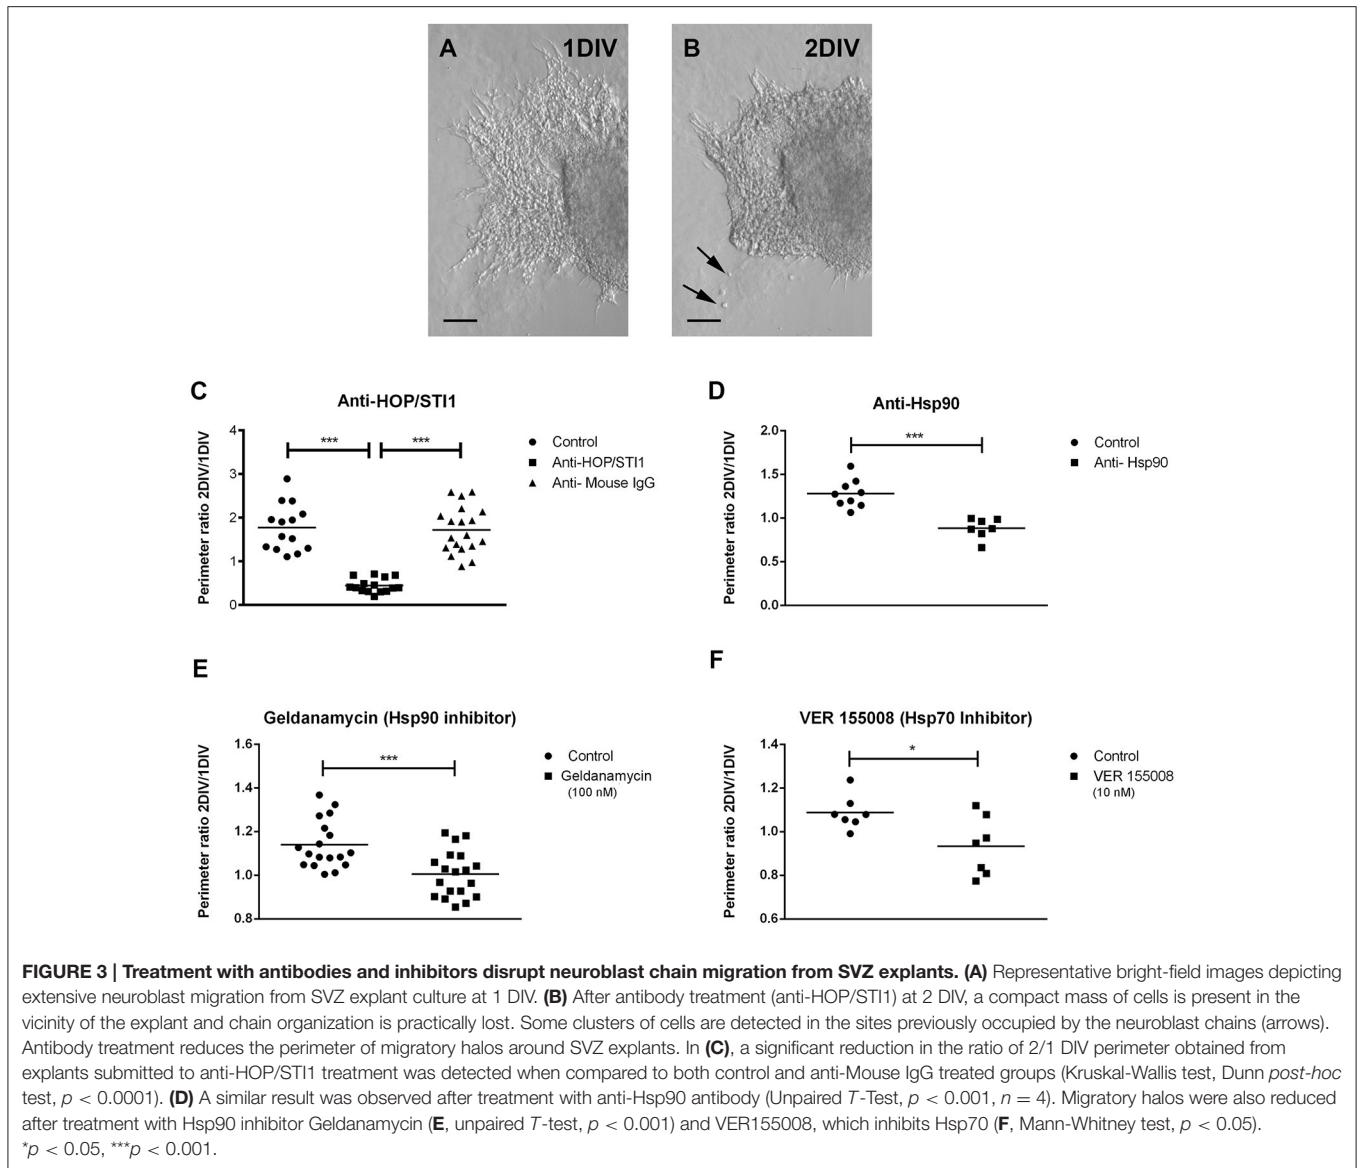 A
1DIV
B
2DIV
C
Anti-HOP/STI1
Perimeter ratio 2DIV/1DIV
4
3
2
1
0
***
***
Control
Anti-HOP/STI1
Anti- Mouse IgG
D
Anti-Hsp90
Perimeter ratio 2DIV/1DIV
2.0
1.5
1.0
0.5
0.0
***
Control
Anti- Hsp90
E
Geldanamycin (Hsp90 inhibitor)
Perimeter ratio 2DIV/1DIV
1.6
1.4
1.2
1.0
0.8
***
Control
Geldanamycin
(100 nM)
F
VER 155008 (Hsp70 Inhibitor)
Perimeter ratio 2DIV/1DIV
1.4
1.2
1.0
0.8
0.6
*
Control
VER 155008
(10 nM)
FIGURE 3 | Treatment with antibodies and inhibitors disrupt neuroblast chain migration from SVZ explants. (A) Representative bright-field images depicting
extensive neuroblast migration from SVZ explant culture at 1 DIV. (B) After antibody treatment (anti-HOP/STI1) at 2 DIV, a compact mass of cells is present in the
vicinity of the explant and chain organization is practically lost. Some clusters of cells are detected in the sites previously occupied by the neuroblast chains (arrows).
Antibody treatment reduces the perimeter of migratory halos around SVZ explants. In (C), a significant reduction in the ratio of 2/1 DIV perimeter obtained from
explants submitted to anti-HOP/STI1 treatment was detected when compared to both control and anti-Mouse IgG treated groups (Kruskal-Wallis test, Dunn post-hoc
test, p < 0.0001). (D) A similar result was observed after treatment with anti-Hsp90 antibody (Unpaired T-Test, p < 0.001, n = 4). Migratory halos were also reduced
after treatment with Hsp90 inhibitor Geldanamycin (E, unpaired T-test, p < 0.001) and VER155008, which inhibits Hsp70 (F, Mann-Whitney test, p < 0.05).
*p < 0.05, ***p < 0.001.